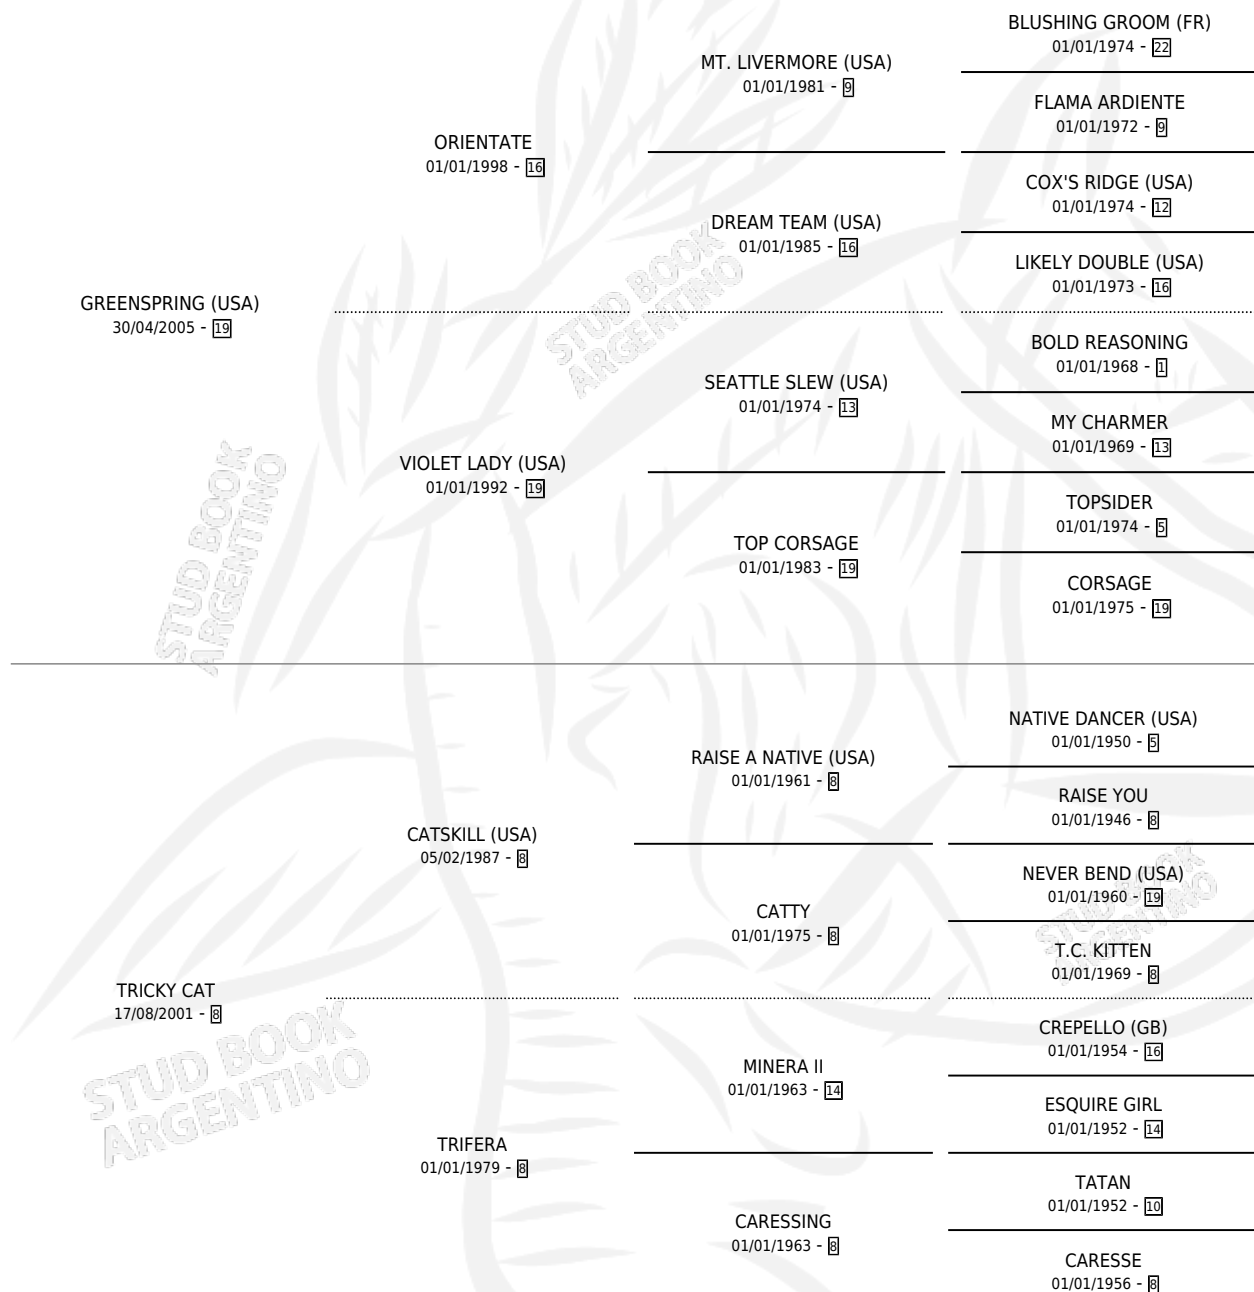 BLUSHING GROOM (FR)
01/01/1974 - 22
MT. LIVERMORE (USA)
01/01/1981 - 9
FLAMA ARDIENTE
01/01/1972 - 9
ORIENTATE
01/01/1998 - 16
COX'S RIDGE (USA)
01/01/1974 - 12
DREAM TEAM (USA)
01/01/1985 - 16
LIKELY DOUBLE (USA)
01/01/1973 - 16
GREENSPRING (USA)
30/04/2005 - 19
STUD BOOK
ARGENTINO
BOLD REASONING
01/01/1968 - 1
SEATTLE SLEW (USA)
01/01/1974 - 13
MY CHARMER
01/01/1969 - 13
VIOLET LADY (USA)
01/01/1992 - 19
TOPSIDER
01/01/1974 - 5
TOP CORSAGE
01/01/1983 - 19
CORSAGE
01/01/1975 - 19
STUD BOOK
ARGENTINO
NATIVE DANCER (USA)
01/01/1950 - 5
RAISE A NATIVE (USA)
01/01/1961 - 8
RAISE YOU
01/01/1946 - 8
CATSKILL (USA)
05/02/1987 - 8
NEVER BEND (USA)
01/01/1960 - 19
CATTY
01/01/1975 - 8
STUD BOOK
ARGENTINO
T.C. KITTEN
01/01/1969 - 8
TRICKY CAT
17/08/2001 - 8
STUD BOOK
ARGENTINO
CREPELLO (GB)
01/01/1954 - 16
MINERA II
01/01/1963 - 14
ESQUIRE GIRL
01/01/1952 - 14
TRIFERA
01/01/1979 - 8
TATAN
01/01/1952 - 10
CARESSING
01/01/1963 - 8
CARESSE
01/01/1956 - 8